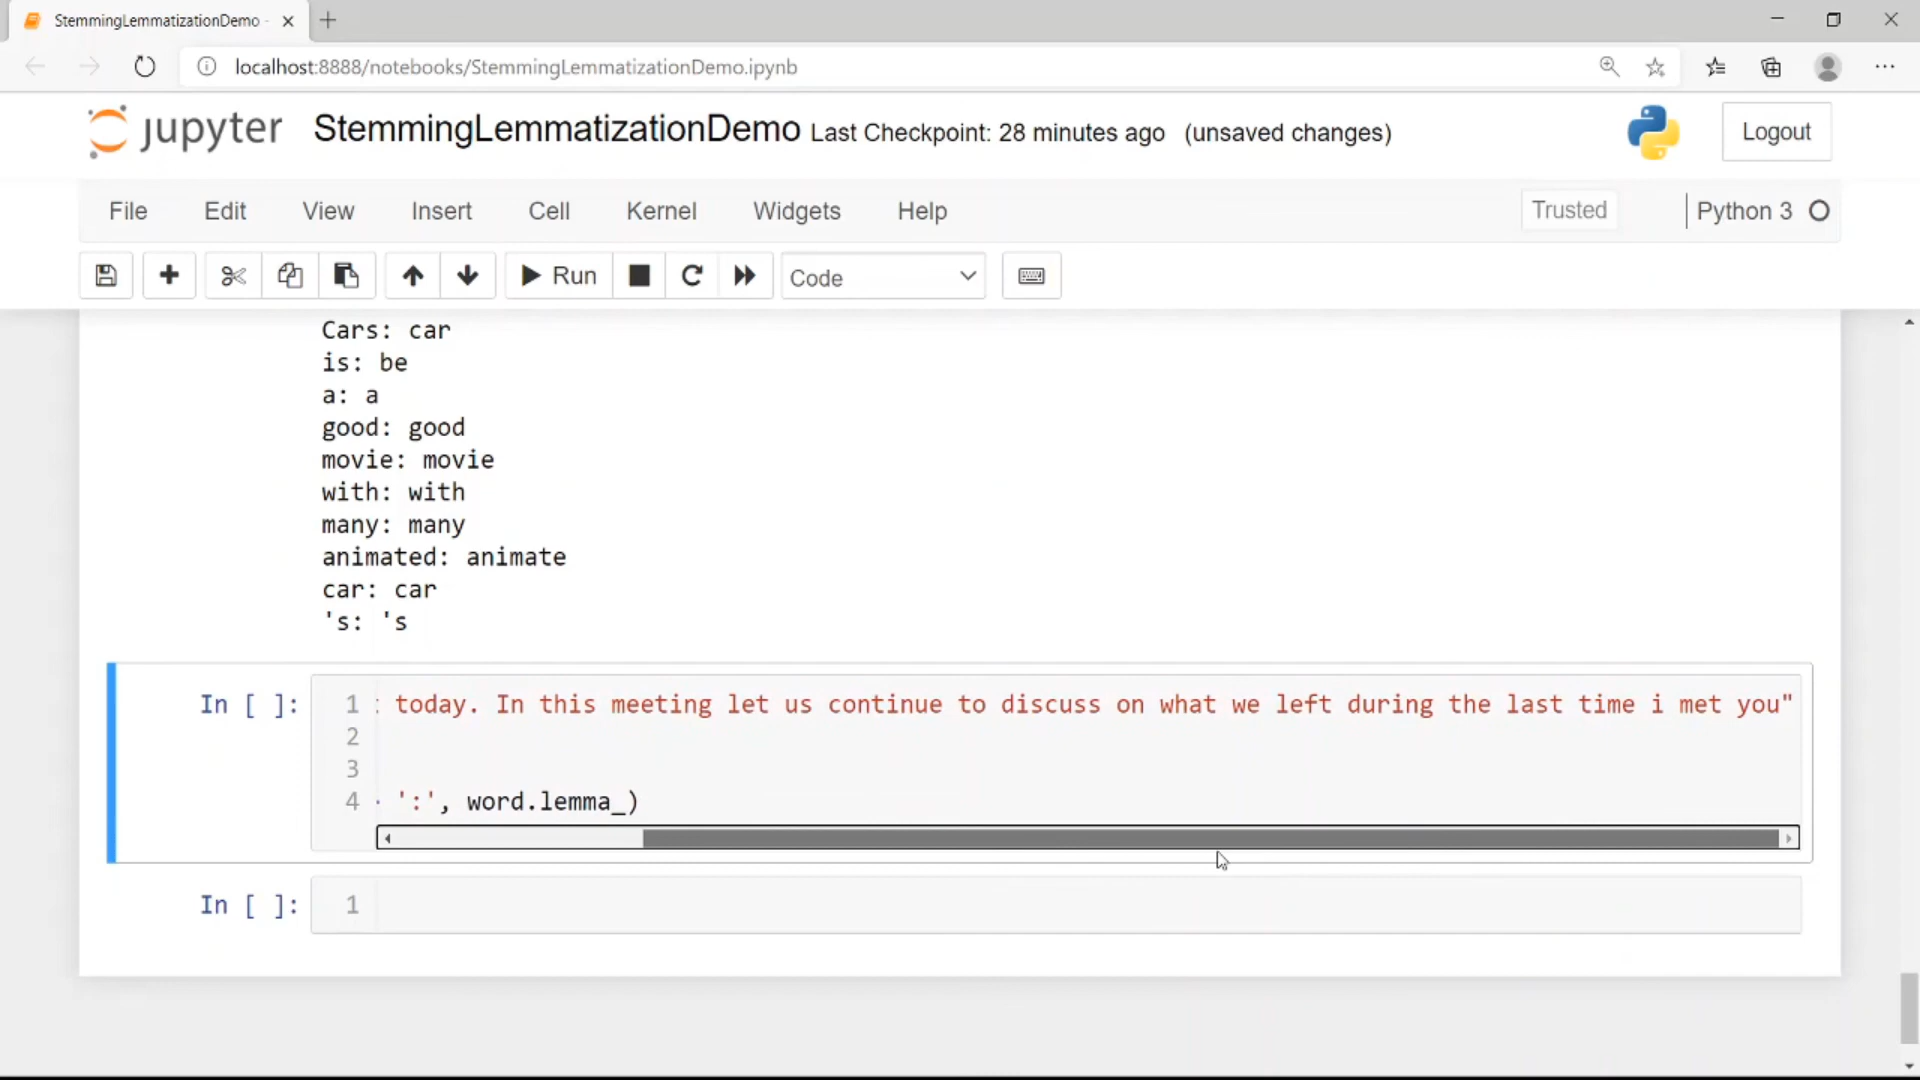 StemmingLemmatizationDemo -
localhost:8888/notebooks/StemmingLemmatizationDemo.ipynb
jupyter StemmingLemmatizationDemo Last Checkpoint: 28 minutes ago (unsaved changes) Logout
File Edit View Insert Cell Kernel Widgets Help Trusted Python 3
Run Code
Cars: car
is: be
a: a
good: good
movie: movie
with: with
many: many
animated: animate
car: car
's: 's
In [ ]: 1 today. In this meeting let us continue to discuss on what we left during the last time i met you"
2
3
4 ':', word.lemma_)
In [ ]: 1